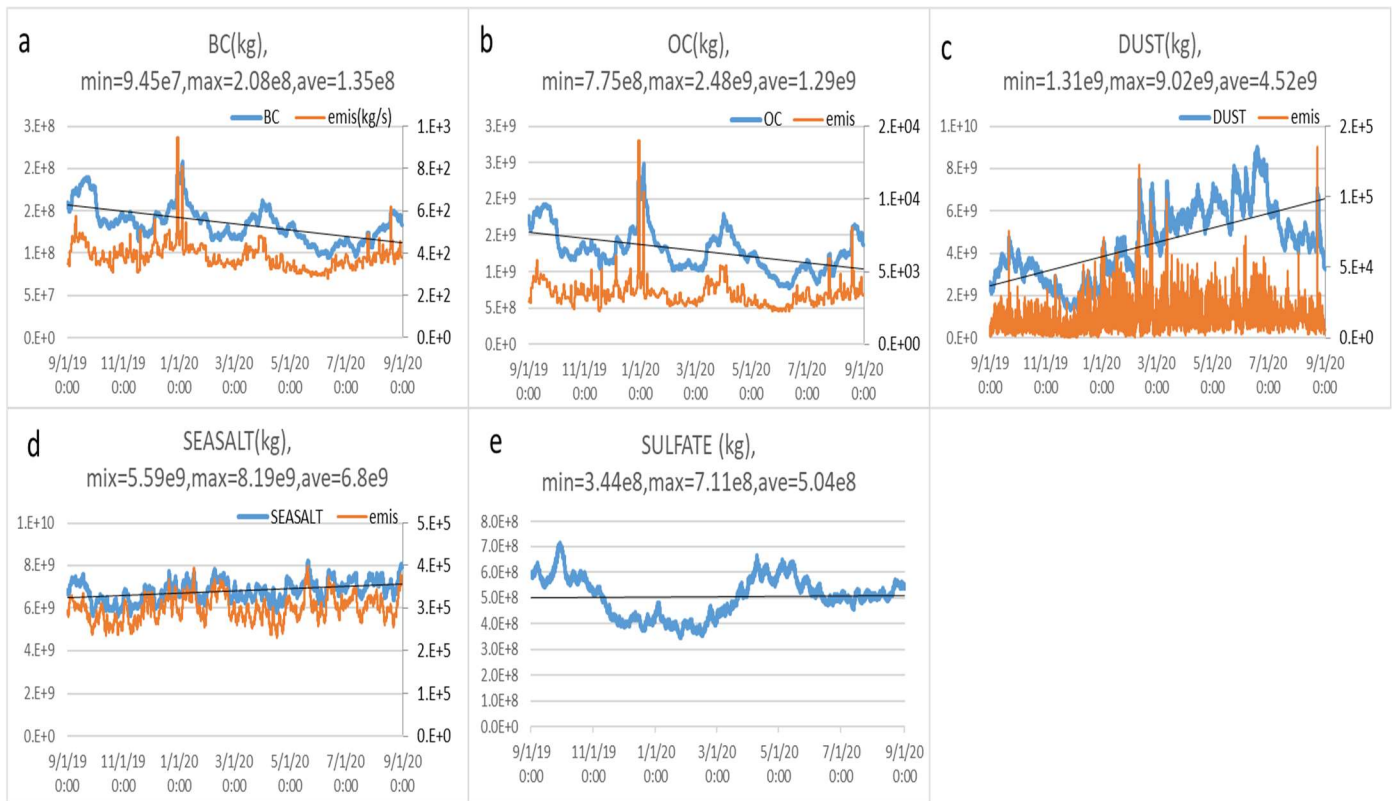 a
BC(kg),
min=9.45e7,max=2.08e8,ave=1.35e8
BC emis(kg/s)
3.E+8
2.E+8
2.E+8
1.E+8
1.E+8
5.E+7
0.E+0
1.E+3
8.E+2
6.E+2
4.E+2
2.E+2
0.E+0
9/1/19 11/1/19 1/1/20 3/1/20 5/1/20 7/1/20 9/1/20
0:00 0:00 0:00 0:00 0:00 0:00 0:00
b
OC(kg),
min=7.75e8,max=2.48e9,ave=1.29e9
OC emis
3.E+9
3.E+9
2.E+9
2.E+9
1.E+9
5.E+8
0.E+0
2.E+04
1.E+04
5.E+03
0.E+00
9/1/19 11/1/19 1/1/20 3/1/20 5/1/20 7/1/20 9/1/20
0:00 0:00 0:00 0:00 0:00 0:00 0:00
c
DUST(kg),
min=1.31e9,max=9.02e9,ave=4.52e9
DUST emis
1.E+10
8.E+9
6.E+9
4.E+9
2.E+9
0.E+0
2.E+5
1.E+5
5.E+4
0.E+0
9/1/19 11/1/19 1/1/20 3/1/20 5/1/20 7/1/20 9/1/20
0:00 0:00 0:00 0:00 0:00 0:00 0:00
d
SEASALT(kg),
mix=5.59e9,max=8.19e9,ave=6.8e9
SEASALT emis
1.E+10
8.E+9
6.E+9
4.E+9
2.E+9
0.E+0
5.E+5
4.E+5
3.E+5
2.E+5
1.E+5
0.E+0
9/1/19 11/1/19 1/1/20 3/1/20 5/1/20 7/1/20 9/1/20
0:00 0:00 0:00 0:00 0:00 0:00 0:00
e
SULFATE (kg),
min=3.44e8,max=7.11e8,ave=5.04e8
8.0E+8
7.0E+8
6.0E+8
5.0E+8
4.0E+8
3.0E+8
2.0E+8
1.0E+8
0.0E+0
9/1/19 11/1/19 1/1/20 3/1/20 5/1/20 7/1/20 9/1/20
0:00 0:00 0:00 0:00 0:00 0:00 0:00